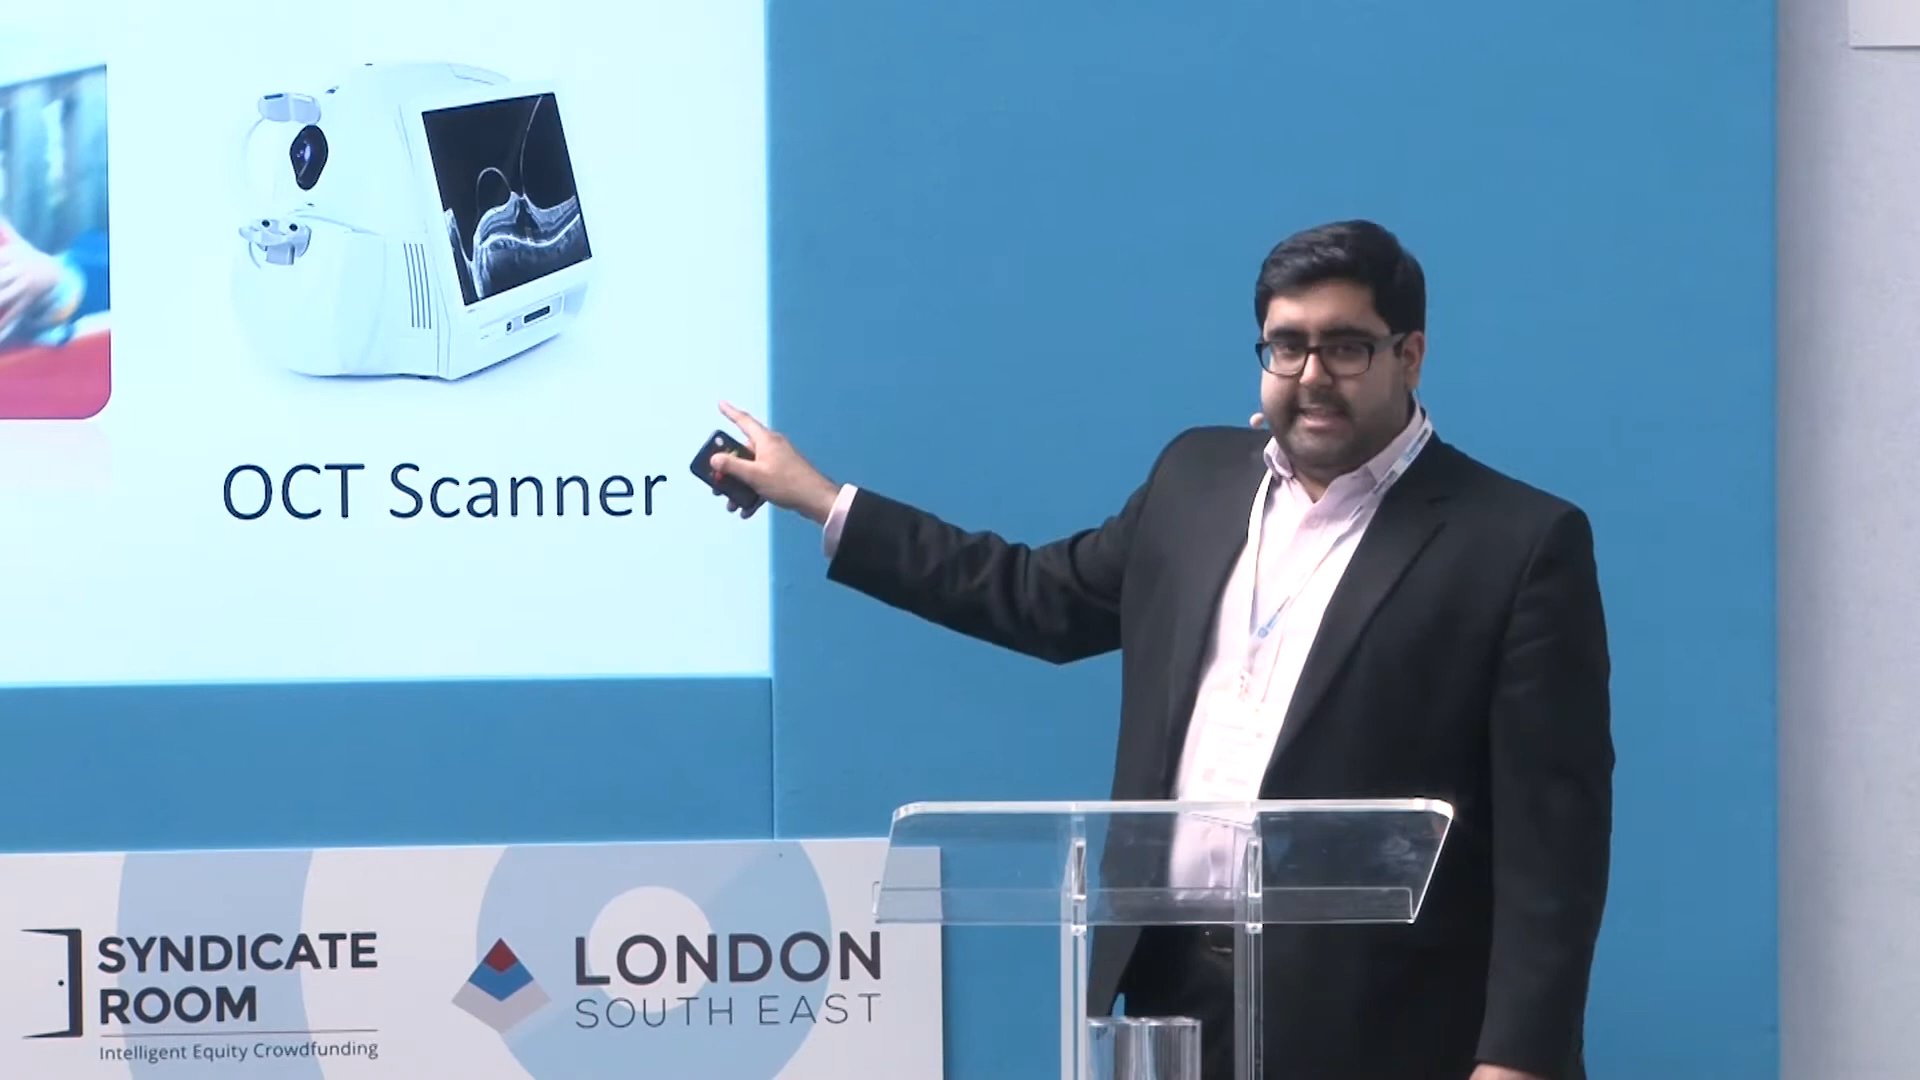 OCT Scanner
SYNDICATE
ROOM
Intelligent Equity Crowdfunding
LONDON
SOUTH EAST